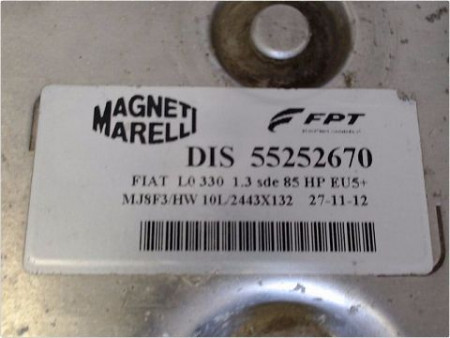 MAGNETI
MARELLI
FPT
DIS 55252670
FIAT L0 330 1.3 sde 85 HP EU5+
MJ8F3/HW 10L/2443X132 27-11-12